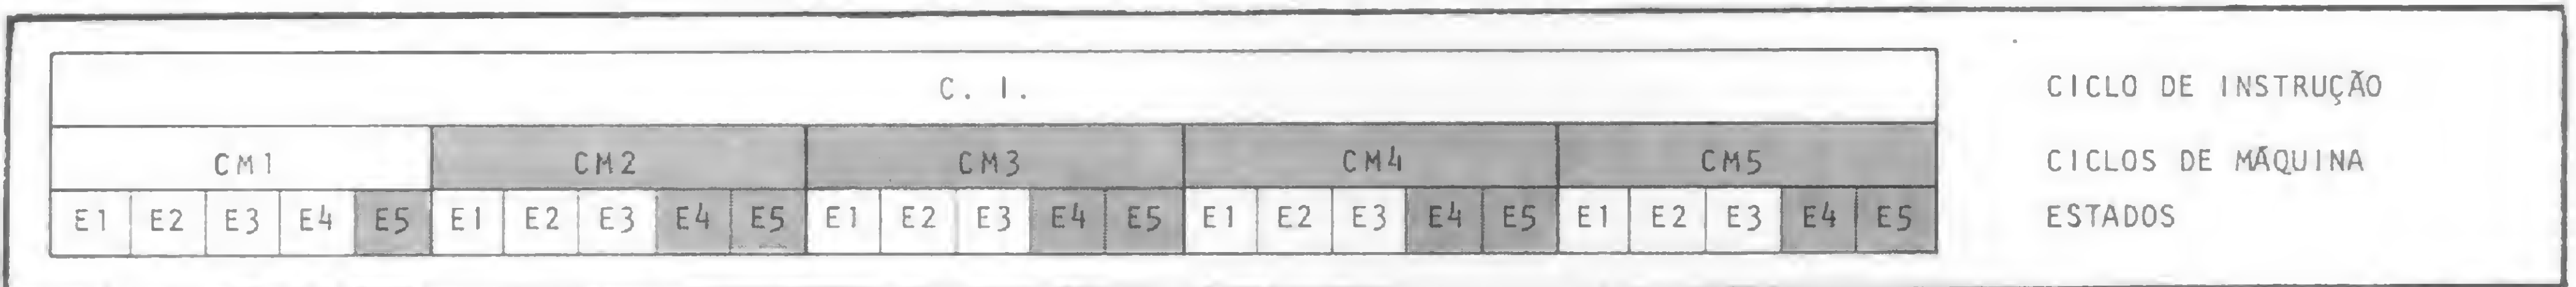 C. I. CICLO DE INSTRUÇÃO
CM1 CM2 CM3 CM4 CM5 CICLOS DE MÁQUINA
E1 E2 E3 E4 E5 E1 E2 E3 E4 E5 E1 E2 E3 E4 E5 E1 E2 E3 E4 E5 E1 E2 E3 E4 E5 ESTADOS